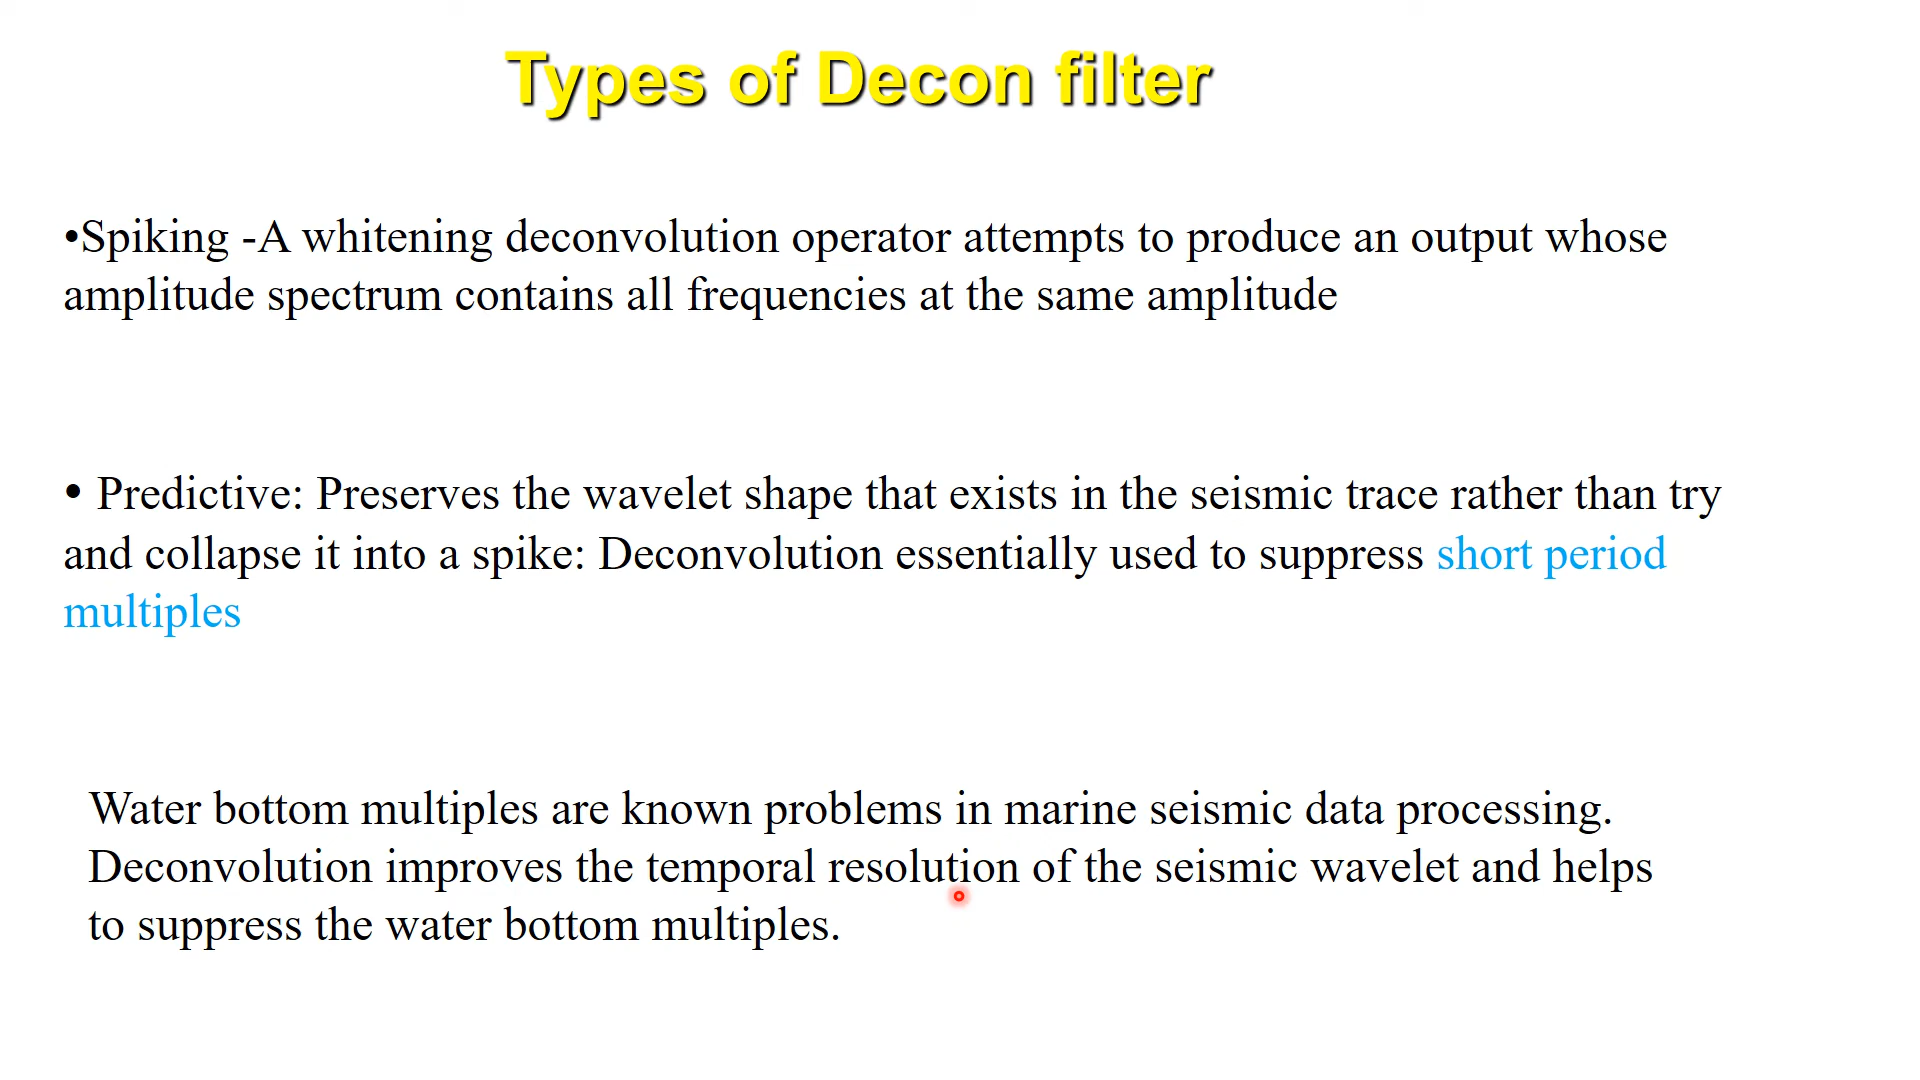 Types of Decon filter
•Spiking -A whitening deconvolution operator attempts to produce an output whose
amplitude spectrum contains all frequencies at the same amplitude
• Predictive: Preserves the wavelet shape that exists in the seismic trace rather than try
and collapse it into a spike: Deconvolution essentially used to suppress short period
multiples
Water bottom multiples are known problems in marine seismic data processing.
Deconvolution improves the temporal resolution of the seismic wavelet and helps
to suppress the water bottom multiples.